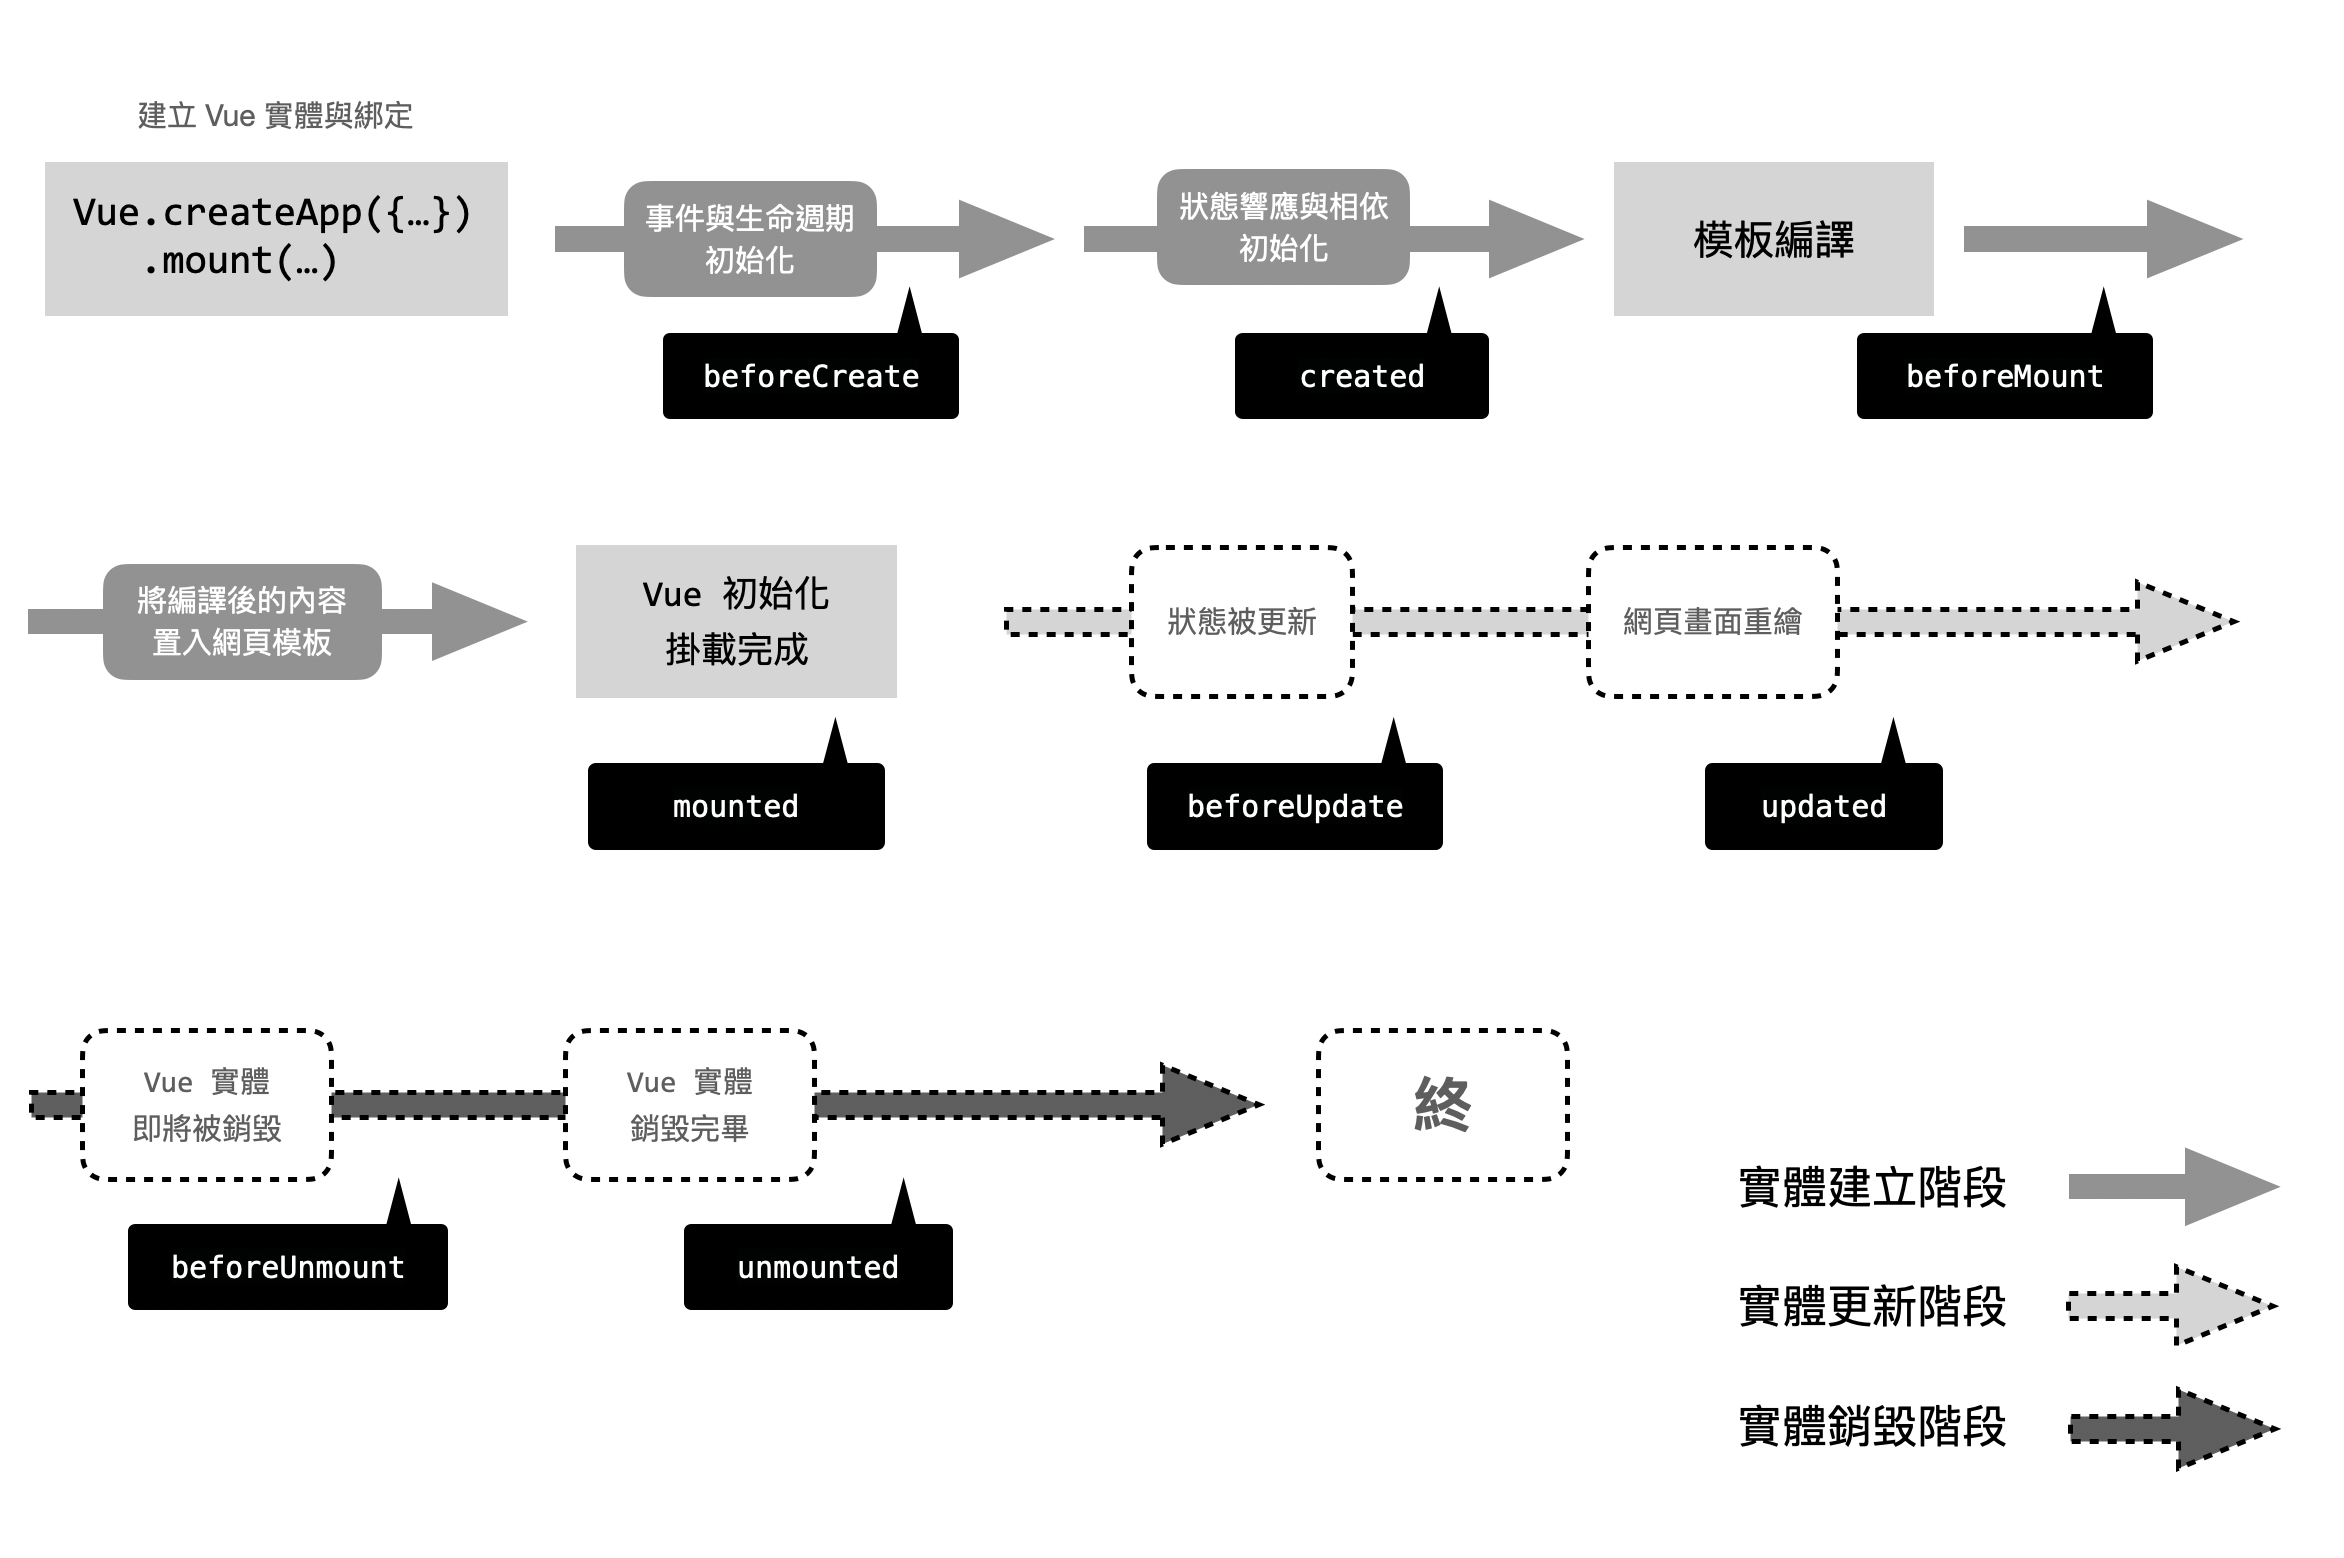 建立 Vue 實體與綁定
Vue.createApp({…})
.mount(…)
事件與生命週期
初始化
beforeCreate
狀態響應與相依
初始化
created
模板編譯
beforeMount
將編譯後的內容
置入網頁模板
Vue 初始化
掛載完成
mounted
狀態被更新
beforeUpdate
網頁畫面重繪
updated
Vue 實體
即將被銷毀
beforeUnmount
Vue 實體
銷毀完畢
unmounted
終
實體建立階段
實體更新階段
實體銷毀階段